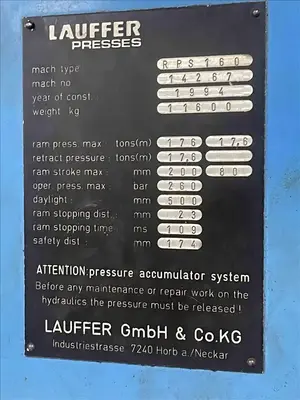 LAUFFER
PRESSES
mach type RPS160
mach no 14267
year of const. 1994
weight kg 11600
ram press. max : tons(m) 176 17,6
retract pressure : tons(m) 17,6
ram stroke max : mm 200 80
oper. press. max : bar 260
daylight : mm 500
ram stopping dist. : mm 23
ram stopping time : ms 109
safety dist : mm 174
ATTENTION: pressure accumulator system
Before any maintenance or repair work on the
hydraulics the pressure must be released !
LAUFFER GmbH & Co.KG
Industriestrasse 7240 Horb a./Neckar